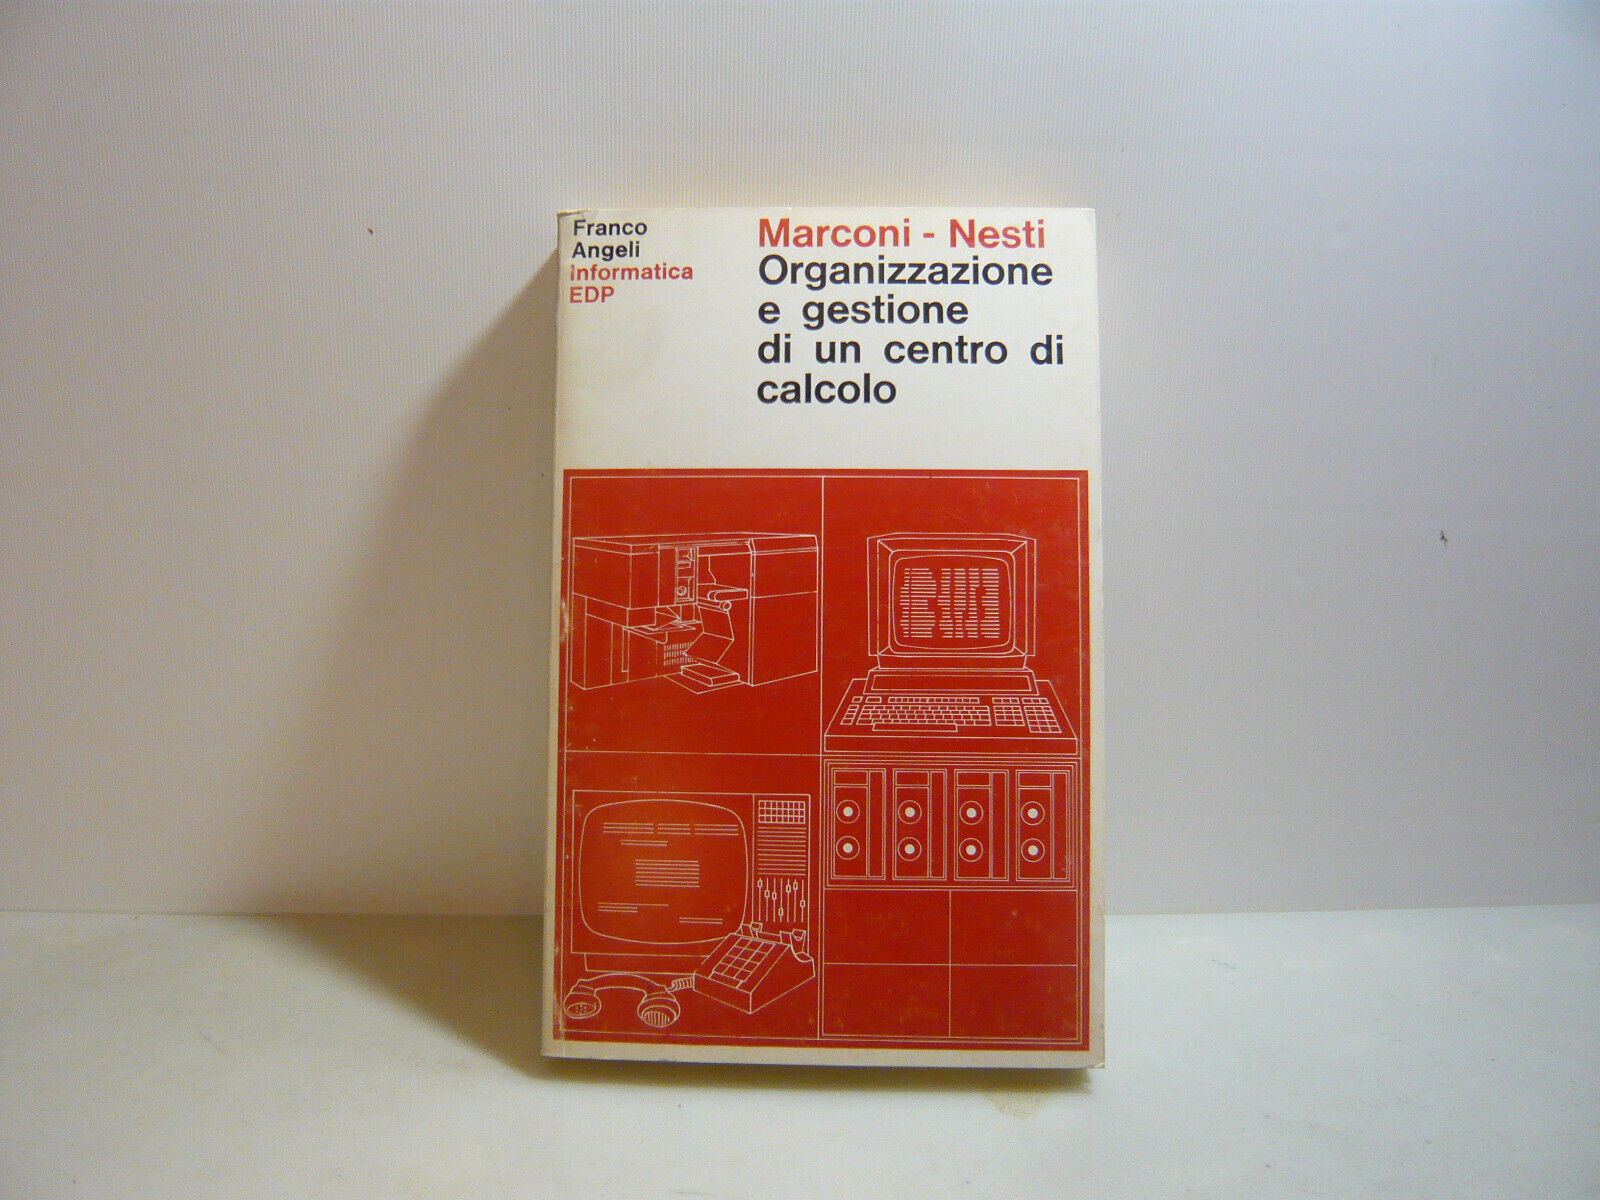 Franco
Angeli
Informatica
EDP
Marconi - Nesti
Organizzazione
e gestione
di un centro di
calcolo